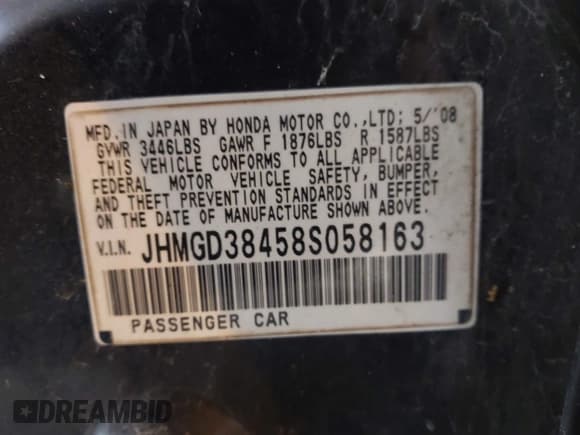 MFD. IN JAPAN BY HONDA MOTOR CO.,LTD; 5/'08
GVWR 3446LBS GAWR F 1876LBS R 1587LBS
THIS VEHICLE CONFORMS TO ALL APPLICABLE
FEDERAL MOTOR VEHICLE SAFETY, BUMPER,
AND THEFT PREVENTION STANDARDS IN EFFECT
ON THE DATE OF MANUFACTURE SHOWN ABOVE.
V.I.N. JHMGD38458S058163
PASSENGER CAR
DREAMBID